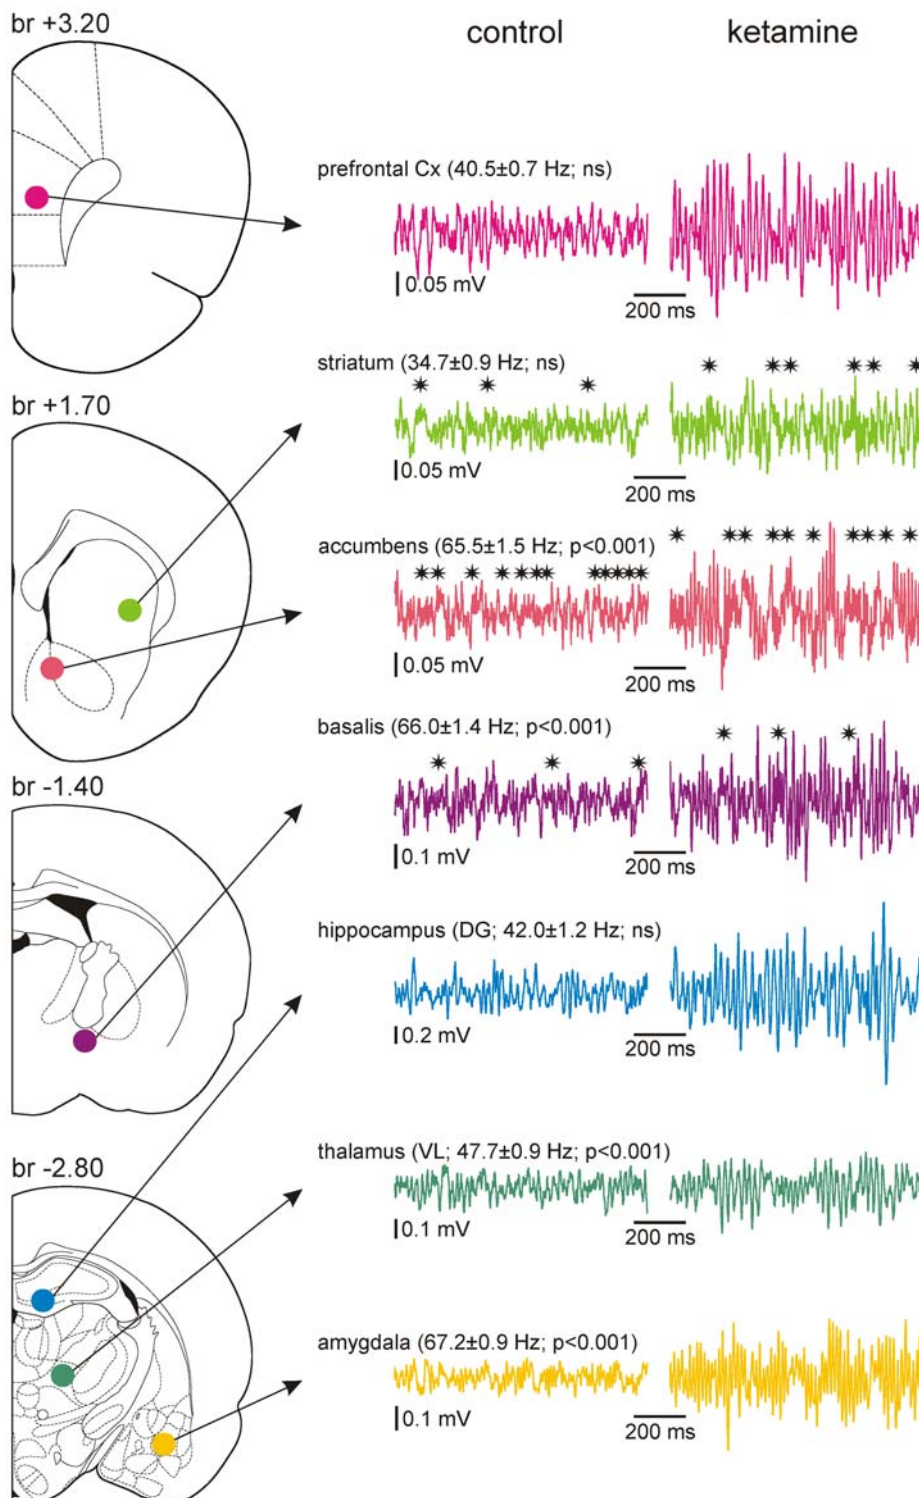 br +3.20
control ketamine
prefrontal Cx (40.5±0.7 Hz; ns)
0.05 mV
200 ms
striatum (34.7±0.9 Hz; ns)
br +1.70
0.05 mV
200 ms
accumbens (65.5±1.5 Hz; p<0.001)
0.05 mV
200 ms
basalis (66.0±1.4 Hz; p<0.001)
br -1.40
0.1 mV
200 ms
hippocampus (DG; 42.0±1.2 Hz; ns)
0.2 mV
200 ms
thalamus (VL; 47.7±0.9 Hz; p<0.001)
br -2.80
0.1 mV
200 ms
amygdala (67.2±0.9 Hz; p<0.001)
0.1 mV
200 ms